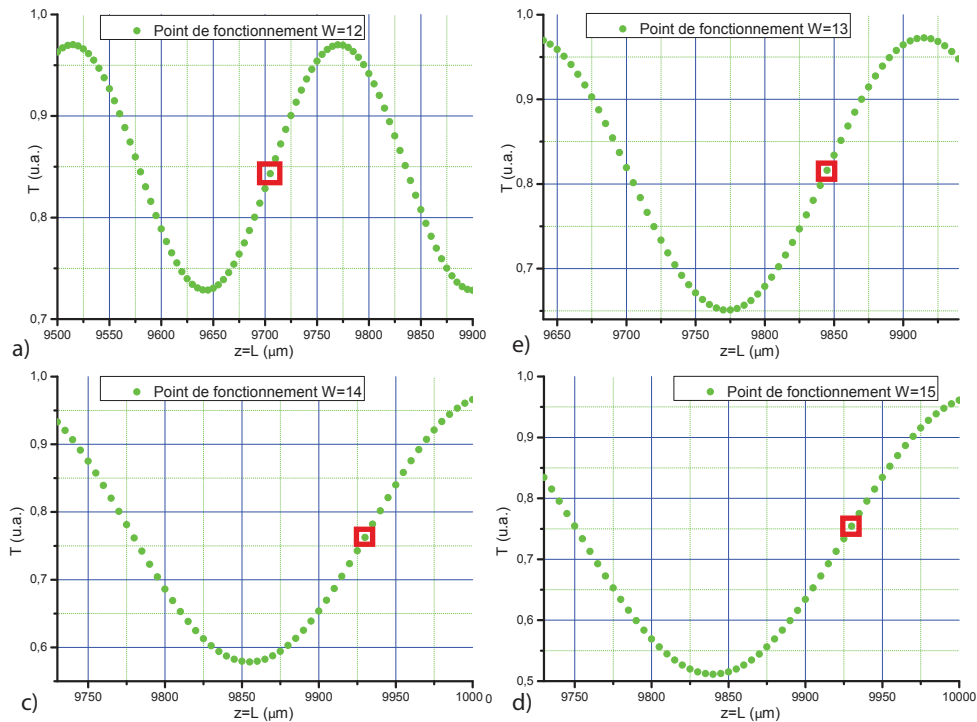 1,0
Point de fonctionnement W=12
0,9
T (u.a.)
0,8
0,7
9500 9550 9600 9650 9700 9750 9800 9850 9900
a)
z=L (µm)
1,0
Point de fonctionnement W=13
0,9
T (u.a.)
0,8
0,7
9650 9700 9750 9800 9850 9900
e)
z=L (µm)
1,0
Point de fonctionnement W=14
0,9
T (u.a.)
0,8
0,7
0,6
9750 9800 9850 9900 9950 1000 0
c)
z=L (µm)
1,0
Point de fonctionnement W=15
0,9
T (u.a.)
0,8
0,7
0,6
0,5
9750 9800 9850 9900 9950 10000
d)
z=L (µm)